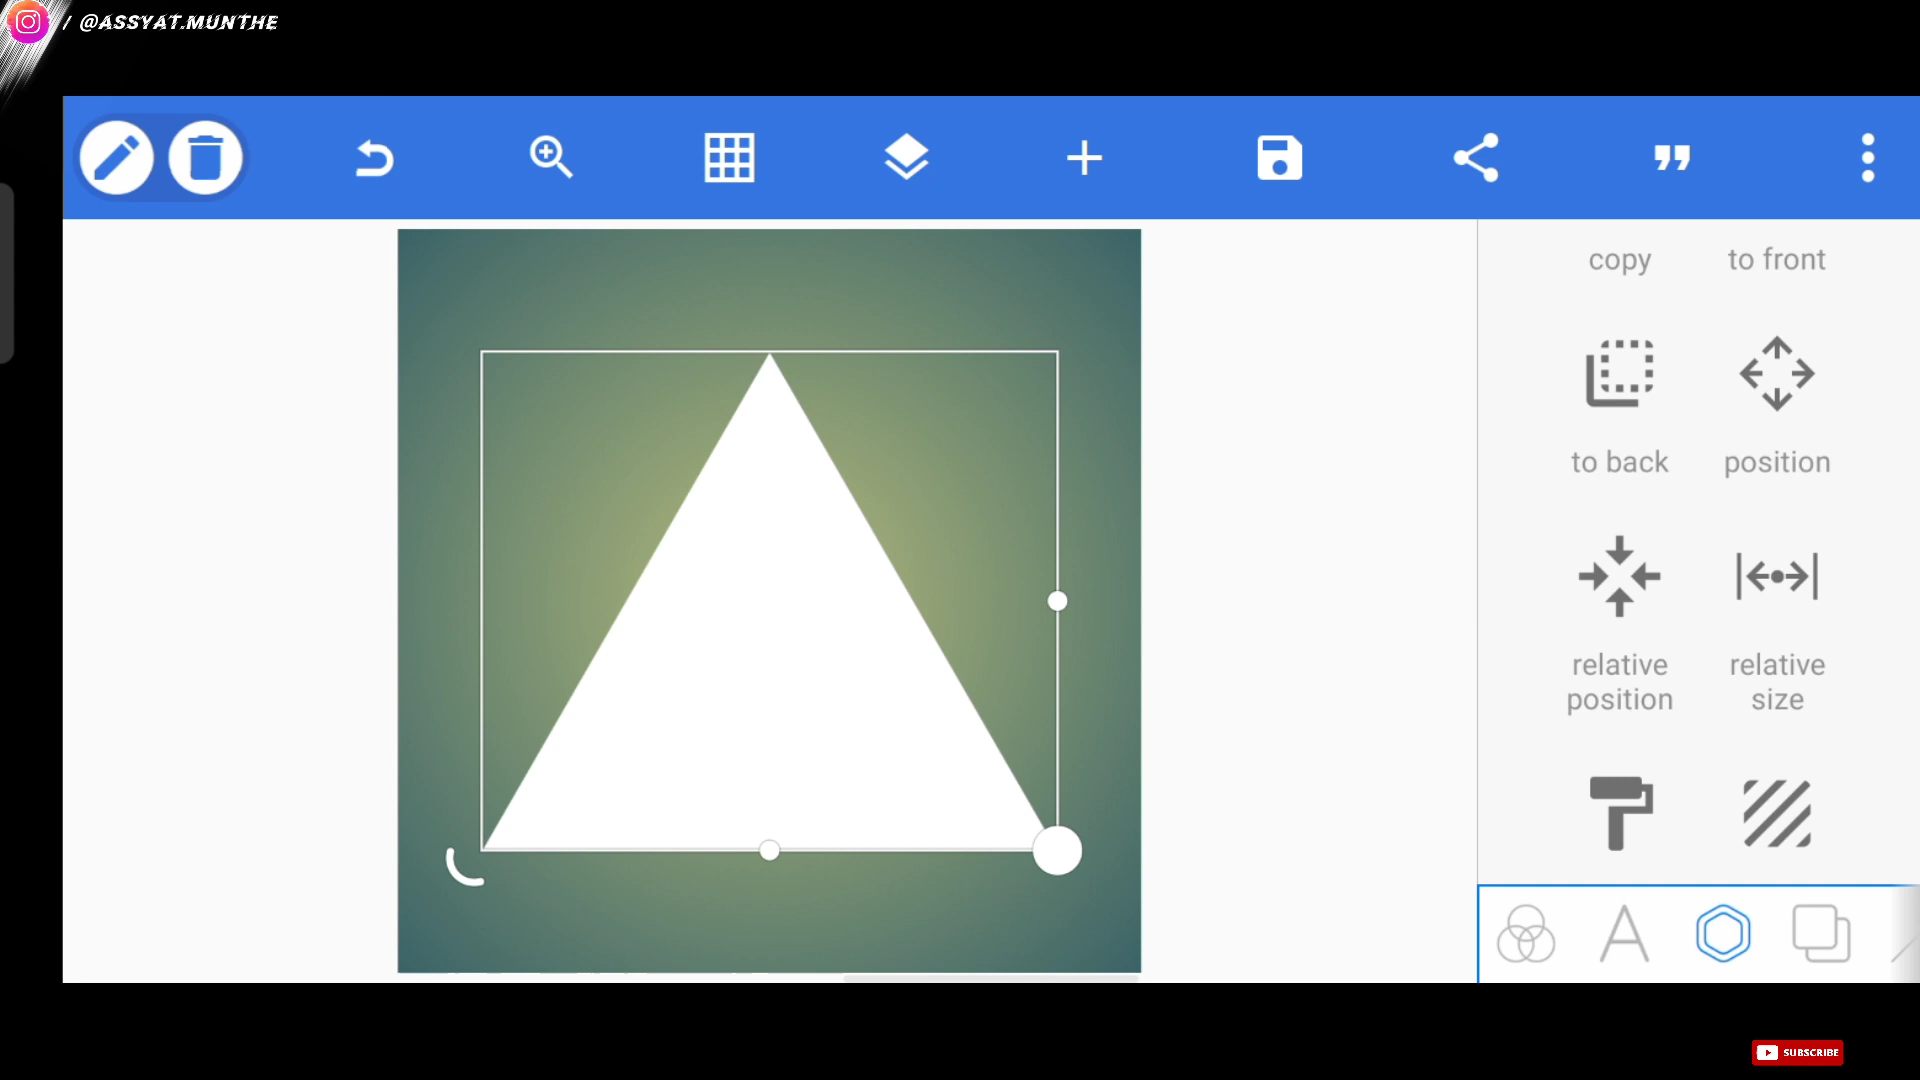 / @ASSYAT.MUNTHE
copy
to front
to back
position
relative
position
relative
size
SUBSCRIBE